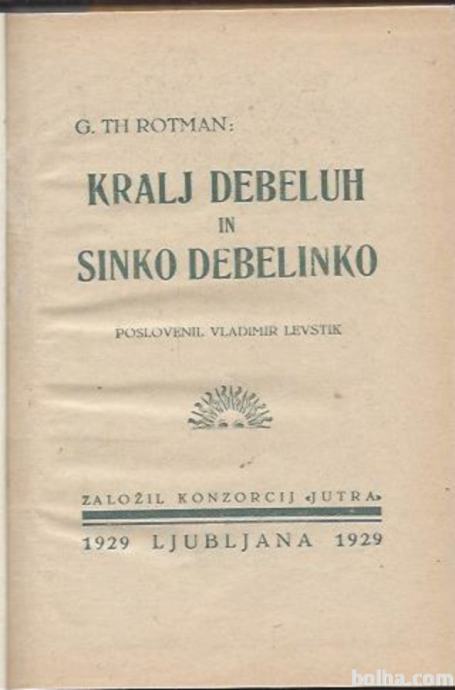 G. TH ROTMAN:
KRALJ DEBELUH
IN
SINKO DEBELINKO
POSLOVENIL VLADIMIR LEVSTIK
ZALOŽIL KONZORCIJ «JUTRA»
1929 LJUBLJANA 1929
bolha.com